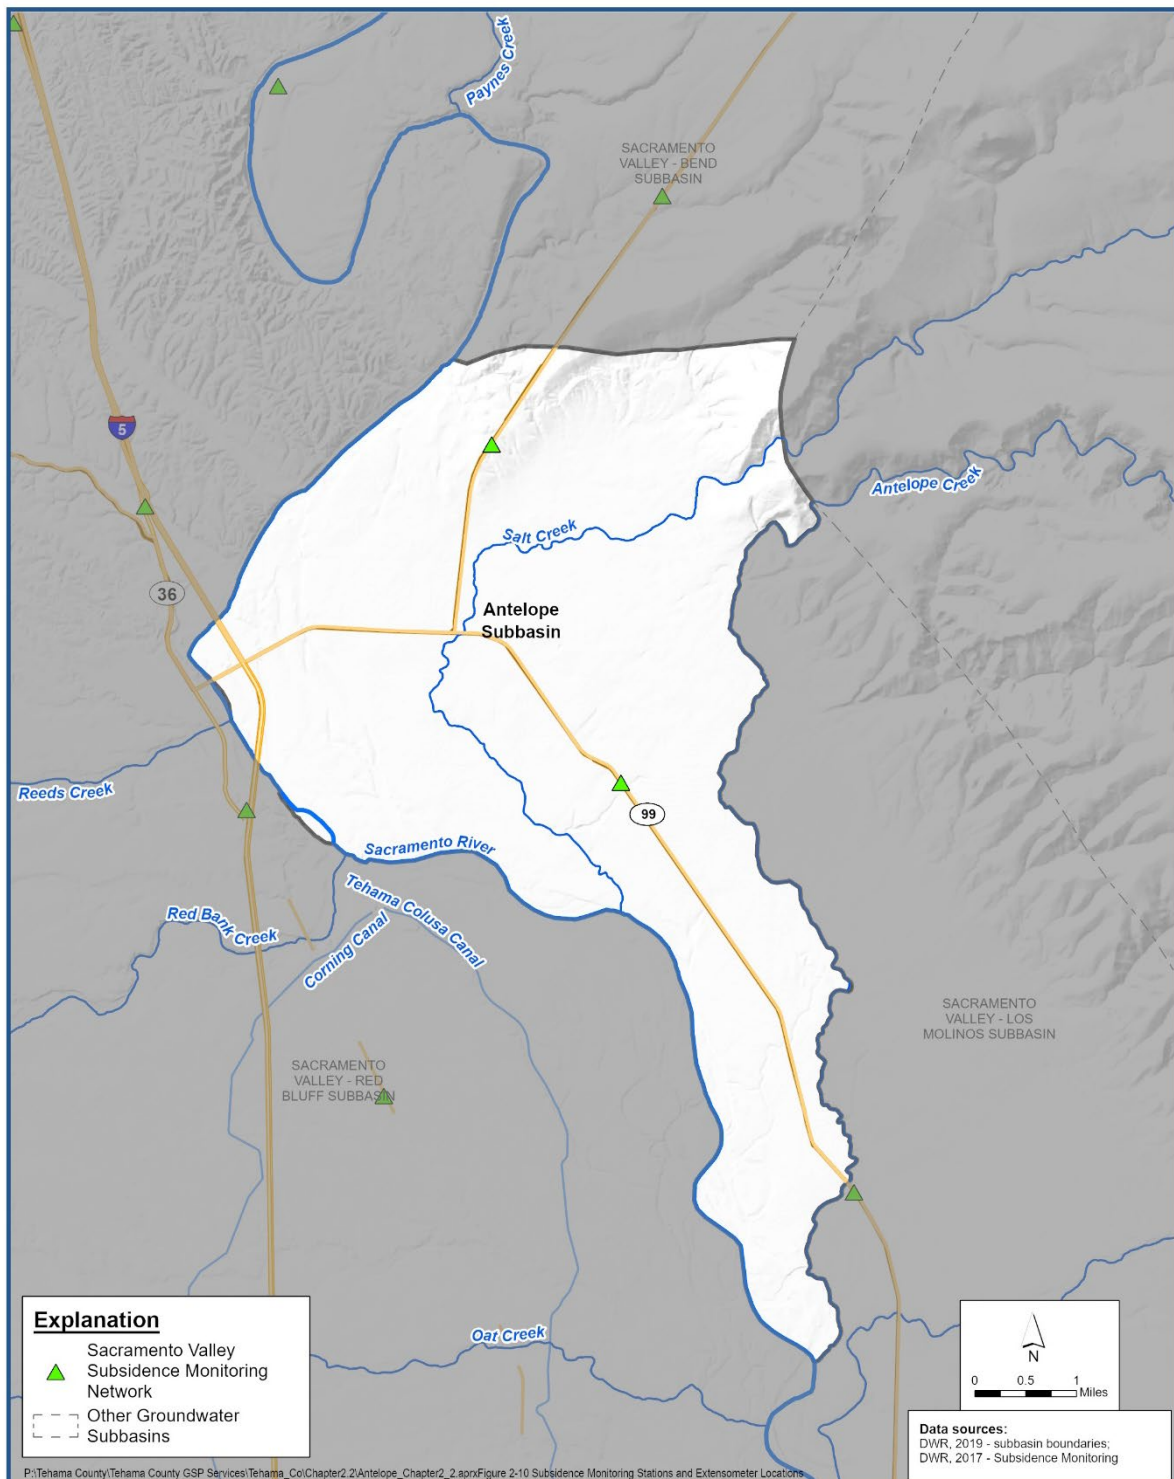 Paynes Creek
SACRAMENTO
VALLEY - BEND
SUBBASIN
5
Antelope Creek
Salt Creek
36
Antelope
Subbasin
Reeds Creek
99
Sacramento River
Tehama Colusa Canal
Red Bank
Creek
Corning Canal
SACRAMENTO
VALLEY - LOS
MOLINOS SUBBASIN
SACRAMENTO
VALLEY - RED
BLUFF SUBBASIN
Oat Creek
Explanation
Sacramento Valley
Subsidence Monitoring
Network
Other Groundwater
Subbasins
N
0 0.5 1
Miles
Data sources:
DWR, 2019 - subbasin boundaries;
DWR, 2017 - Subsidence Monitoring
P:\Tehama County\Tehama County GSP Services\Tehama_Co\Chapter2.2\Antelope_Chapter2_2.aprxFigure 2-10 Subsidence Monitoring Stations and Extensometer Locations